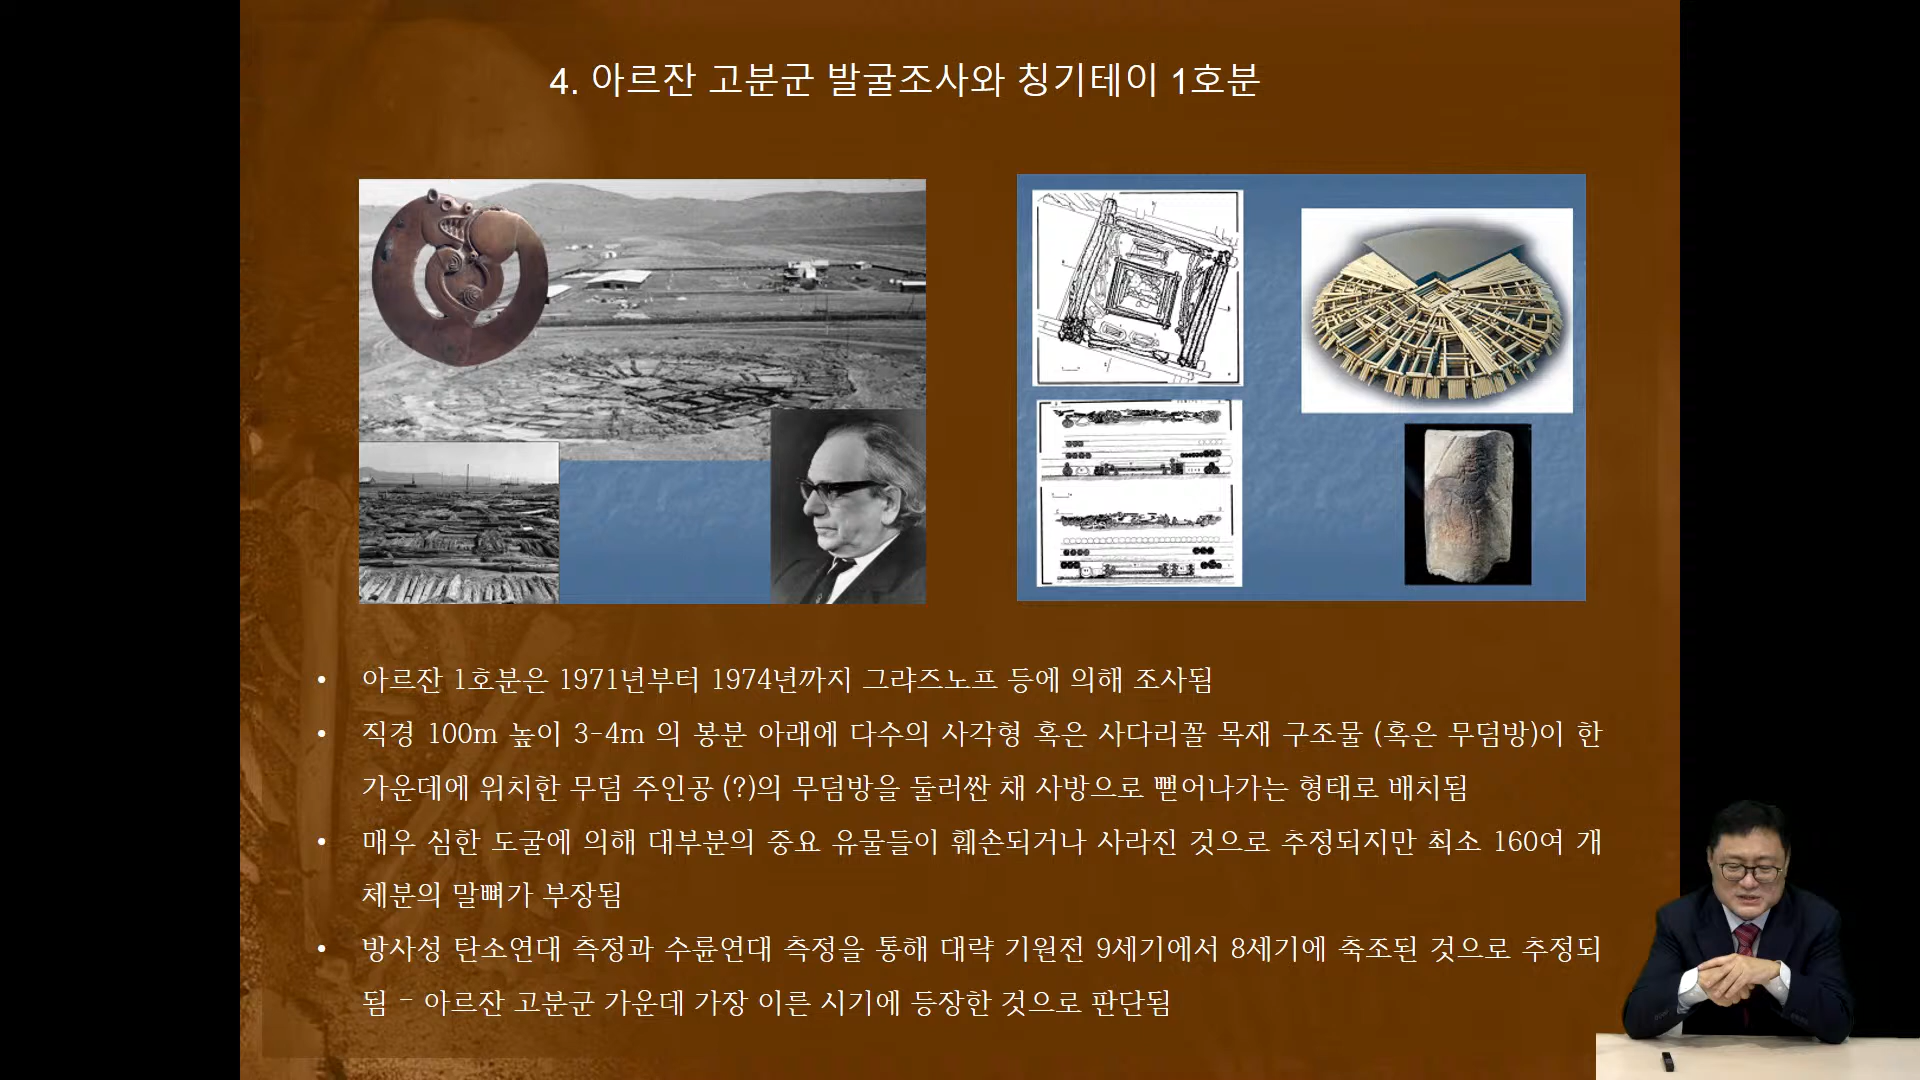 4. 아르잔 고분군 발굴조사와 칭기테이 1호분
• 아르잔 1호분은 1971년부터 1974년까지 그랴즈노프 등에 의해 조사됨
• 직경 100m 높이 3-4m 의 봉분 아래에 다수의 사각형 혹은 사다리꼴 목재 구조물 (혹은 무덤방)이 한
가운데에 위치한 무덤 주인공 (?)의 무덤방을 둘러싼 채 사방으로 뻗어나가는 형태로 배치됨
• 매우 심한 도굴에 의해 대부분의 중요 유물들이 훼손되거나 사라진 것으로 추정되지만 최소 160여 개
체분의 말뼈가 부장됨
• 방사성 탄소연대 측정과 수륜연대 측정을 통해 대략 기원전 9세기에서 8세기에 축조된 것으로 추정되
됨 - 아르잔 고분군 가운데 가장 이른 시기에 등장한 것으로 판단됨